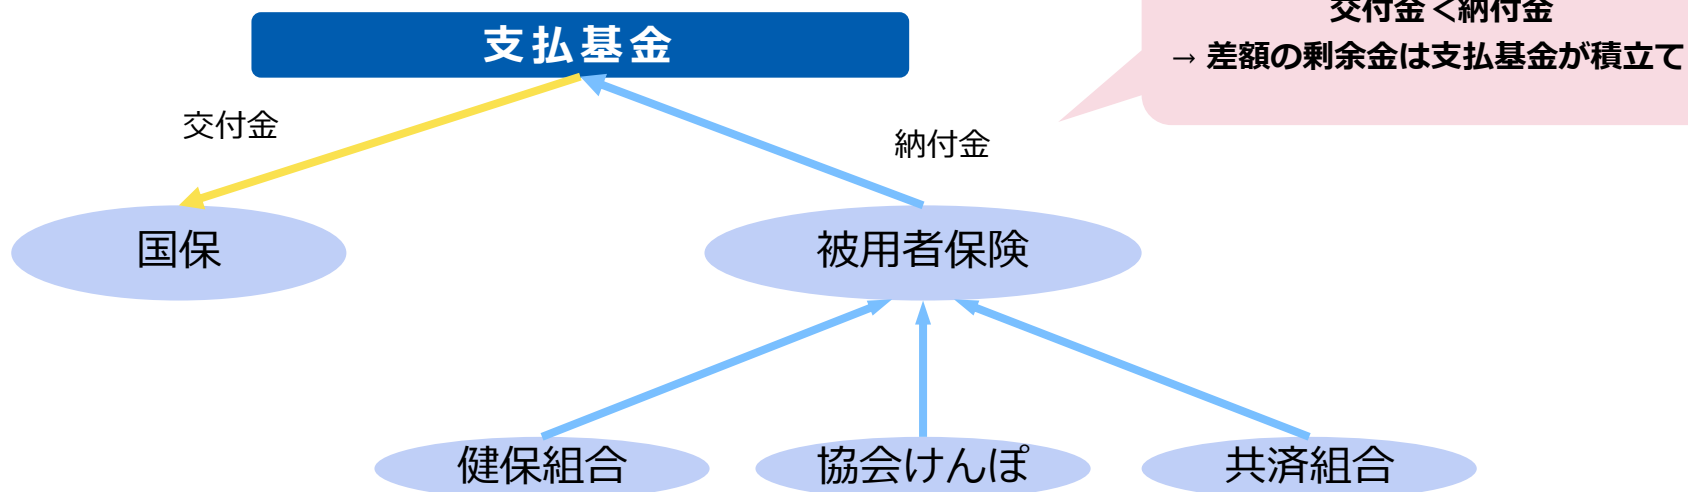 交付金＜納付金
→ 差額の剰余金は支払基金が積立て
支払基金
交付金
納付金
国保
被用者保険
健保組合
協会けんぽ
共済組合